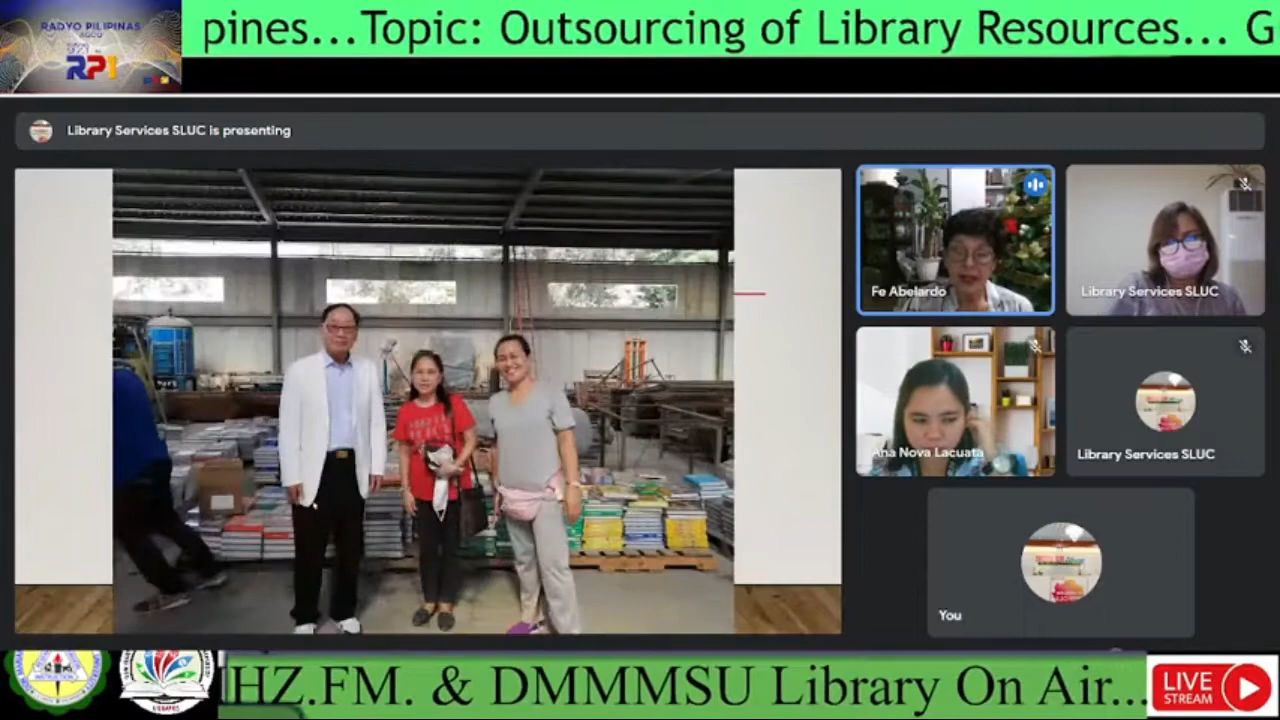 RADYO PILIPINAS
AGOO
RP1
pines...Topic: Outsourcing of Library Resources... G
Library Services SLUC is presenting
Fe Abelardo
Library Services SLUC
Ana Nova Lacuata
Library Services SLUC
You
HZ.FM. & DMMMSU Library On Air...
LIVE
STREAM